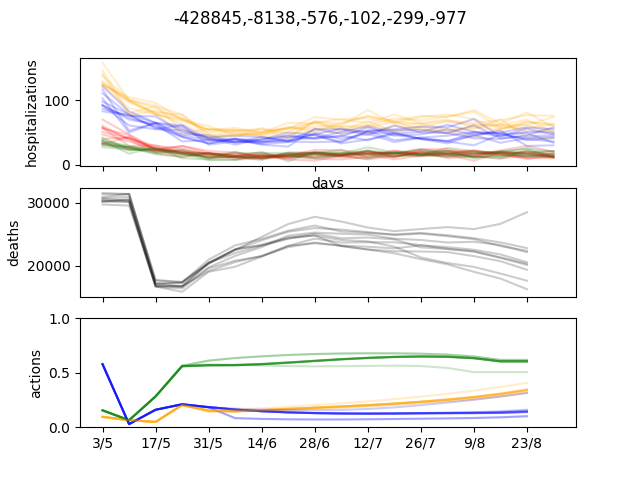 -428845,-8138,-576,-102,-299,-977
hospitalizations
100
0
days
deaths
30000
20000
actions
1.0
0.5
0.0
3/5 17/5 31/5 14/6 28/6 12/7 26/7 9/8 23/8